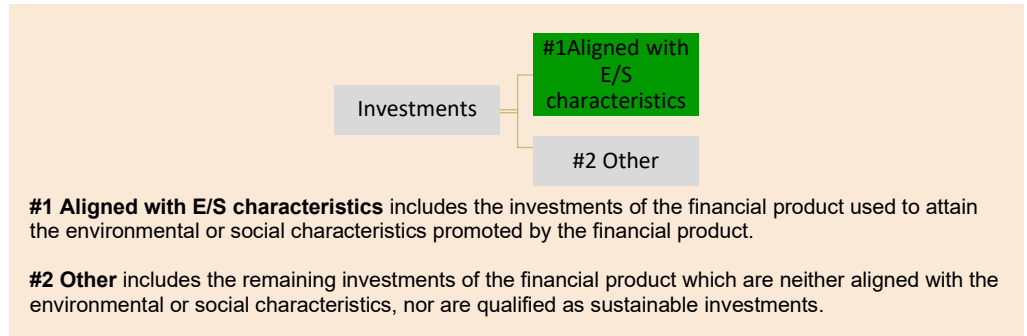 #1Aligned with
E/S
characteristics
Investments
#2 Other
#1 Aligned with E/S characteristics includes the investments of the financial product used to attain
the environmental or social characteristics promoted by the financial product.
#2 Other includes the remaining investments of the financial product which are neither aligned with the
environmental or social characteristics, nor are qualified as sustainable investments.